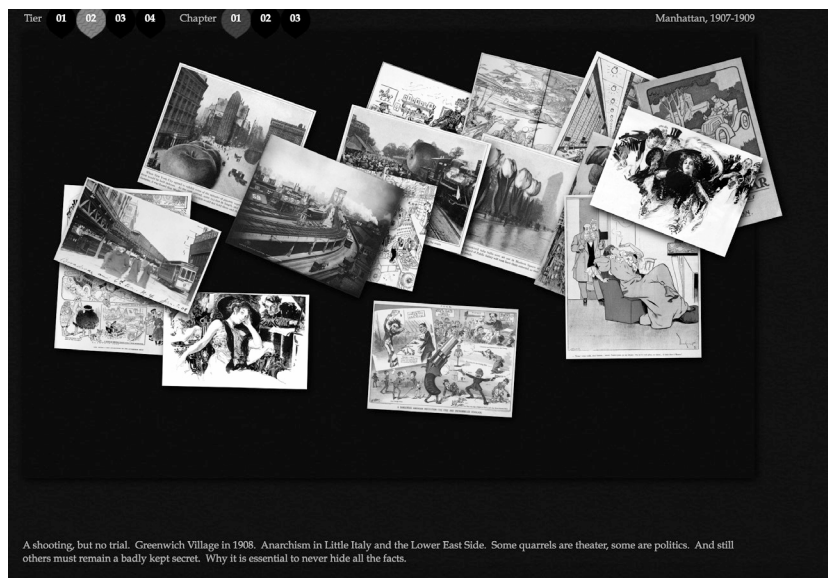 Tier 01 02 03 04 Chapter 01 02 03 Manhattan, 1907-1909
A shooting, but no trial. Greenwich Village in 1908. Anarchism in Little Italy and the Lower East Side. Some quarrels are theater, some are politics. And still
others must remain a badly kept secret. Why it is essential to never hide all the facts.